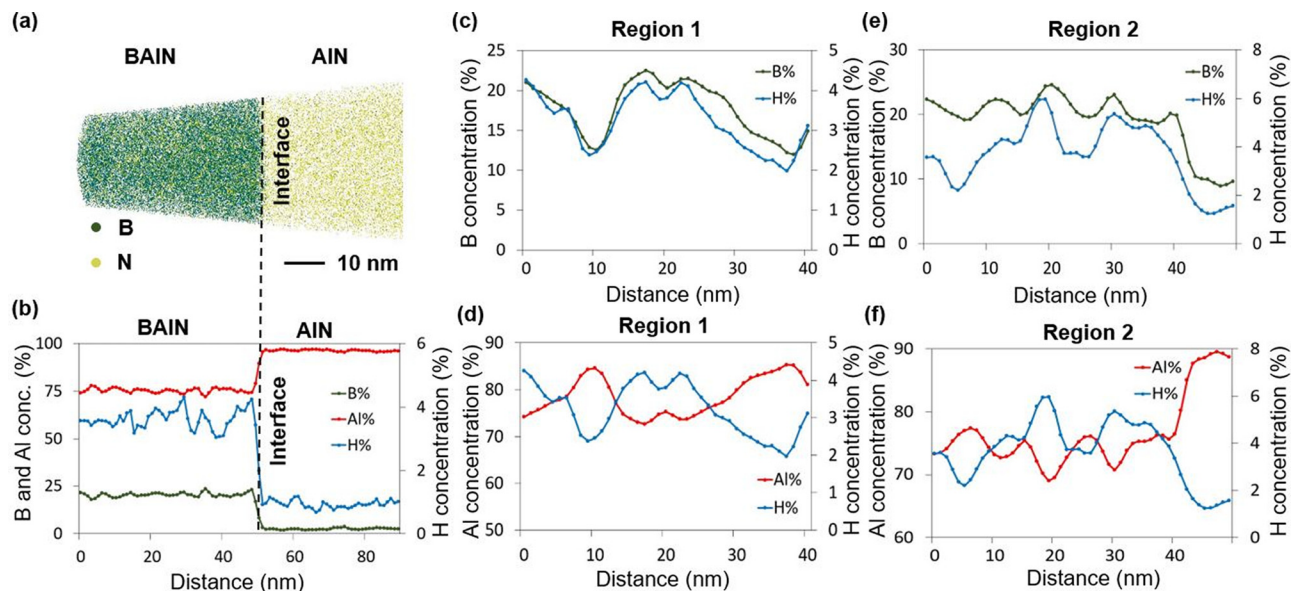 (a)
BAlN
AlN
Interface
B
N
10 nm
(b)
BAlN
AlN
B and Al conc. (%)
100
75
50
25
0
H concentration (%)
6
4
2
0
B%
Al%
H%
Interface
0 20 40 60 80
Distance (nm)
(c)
Region 1
B concentration (%)
25
20
15
10
5
0
H concentration (%)
5
4
3
2
1
0
B%
H%
0 10 20 30 40
Distance (nm)
(d)
Region 1
Al concentration (%)
90
80
70
60
50
H concentration (%)
5
4
3
2
1
0
Al%
H%
0 10 20 30 40
Distance (nm)
(e)
Region 2
B concentration (%)
30
20
10
0
H concentration (%)
8
6
4
2
0
B%
H%
0 10 20 30 40
Distance (nm)
(f)
Region 2
Al concentration (%)
90
80
70
60
H concentration (%)
8
6
4
2
0
Al%
H%
0 10 20 30 40
Distance (nm)